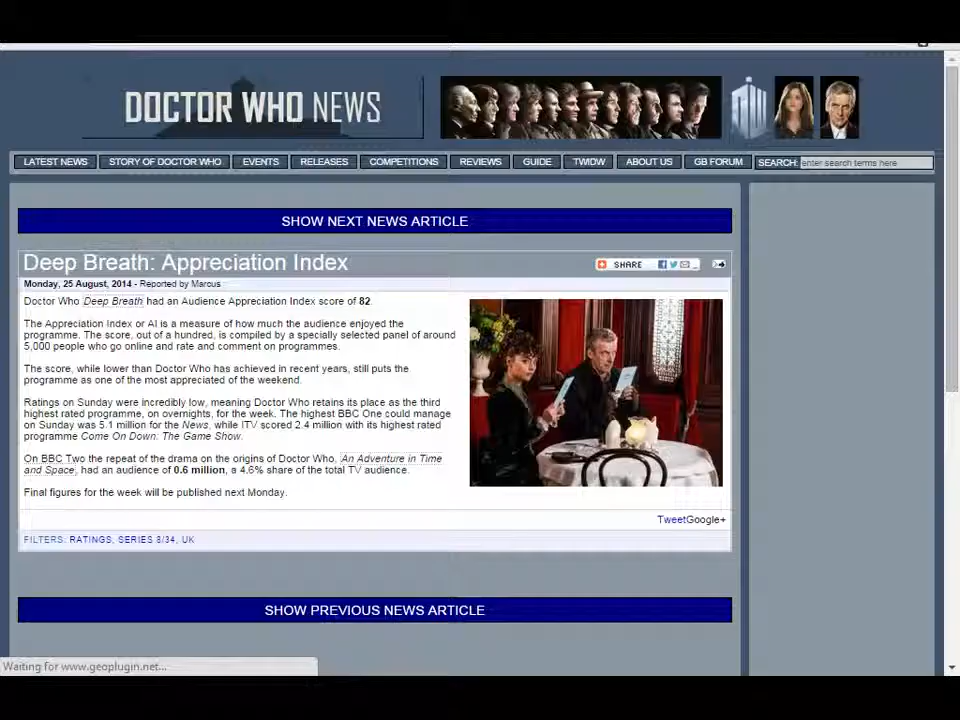 DOCTOR WHO NEWS
LATEST NEWS STORY OF DOCTOR WHO EVENTS RELEASES COMPETITIONS REVIEWS GUIDE TWIDW ABOUT US GB FORUM SEARCH: enter search terms here
SHOW NEXT NEWS ARTICLE
Deep Breath: Appreciation Index
SHARE
Monday, 25 August, 2014 - Reported by Marcus
Doctor Who Deep Breath had an Audience Appreciation Index score of 82.
The Appreciation Index or AI is a measure of how much the audience enjoyed the
programme. The score, out of a hundred, is compiled by a specially selected panel of around
5,000 people who go online and rate and comment on programmes.
The score, while lower than Doctor Who has achieved in recent years, still puts the
programme as one of the most appreciated of the weekend.
Ratings on Sunday were incredibly low, meaning Doctor Who retains its place as the third
highest rated programme, on overnights, for the week. The highest BBC One could manage
on Sunday was 5.1 million for the News, while ITV scored 2.4 million with its highest rated
programme Come On Down: The Game Show.
On BBC Two the repeat of the drama on the origins of Doctor Who, An Adventure in Time
and Space, had an audience of 0.6 million, a 4.6% share of the total TV audience.
Final figures for the week will be published next Monday.
TweetGoogle+
FILTERS: RATINGS, SERIES 8/34, UK
SHOW PREVIOUS NEWS ARTICLE
Waiting for www.geoplugin.net...